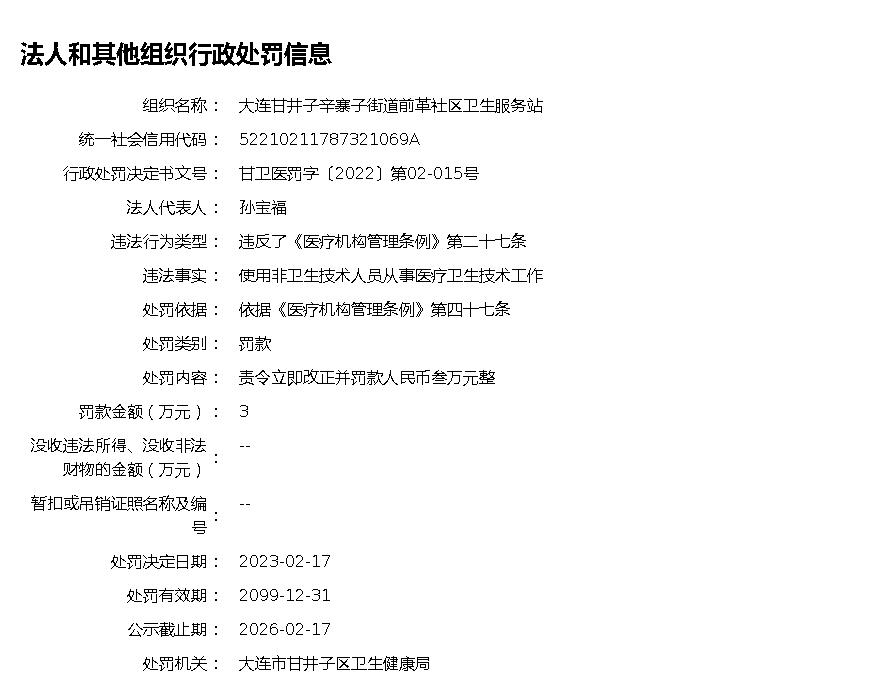 法人和其他组织行政处罚信息
组织名称： 大连甘井子辛寨子街道前革社区卫生服务站
统一社会信用代码： 52210211787321069A
行政处罚决定书文号： 甘卫医罚字〔2022〕第02-015号
法人代表人： 孙宝福
违法行为类型： 违反了《医疗机构管理条例》第二十七条
违法事实： 使用非卫生技术人员从事医疗卫生技术工作
处罚依据： 依据《医疗机构管理条例》第四十七条
处罚类别： 罚款
处罚内容： 责令立即改正并罚款人民币叁万元整
罚款金额（万元）： 3
没收违法所得、没收非法
财物的金额（万元）： --
暂扣或吊销证照名称及编
号： --
处罚决定日期： 2023-02-17
处罚有效期： 2099-12-31
公示截止期： 2026-02-17
处罚机关： 大连市甘井子区卫生健康局